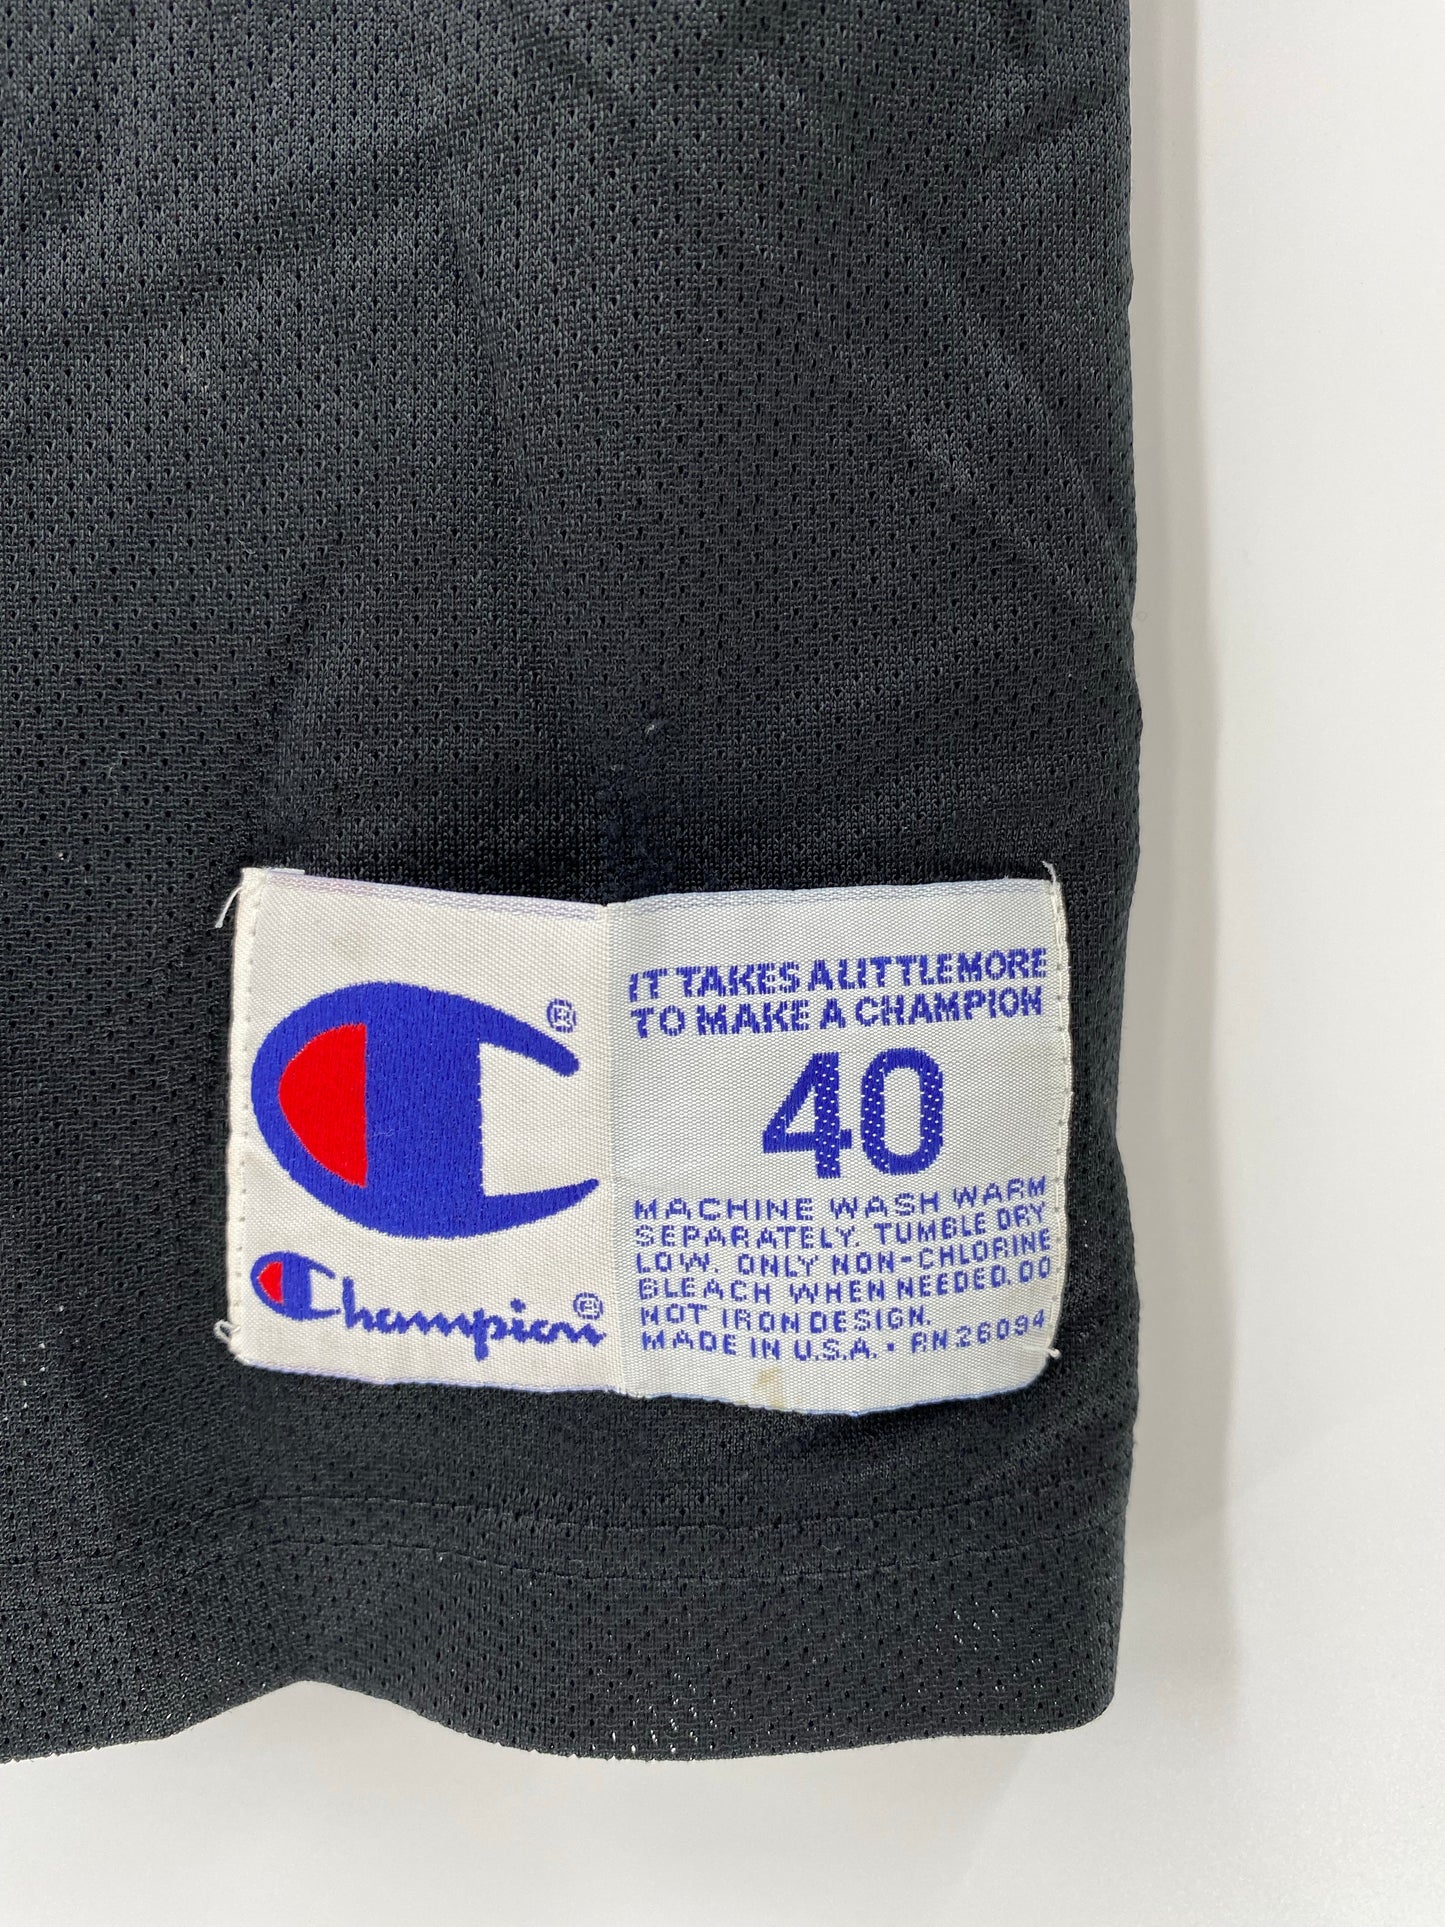 ®
Champion®
IT TAKES A LITTLE MORE
TO MAKE A CHAMPION
40
MACHINE WASH WARM
SEPARATELY. TUMBLE DRY
LOW. ONLY NON-CHLORINE
BLEACH WHEN NEEDED. DO
NOT IRON DESIGN.
MADE IN U.S.A. • RN 26094